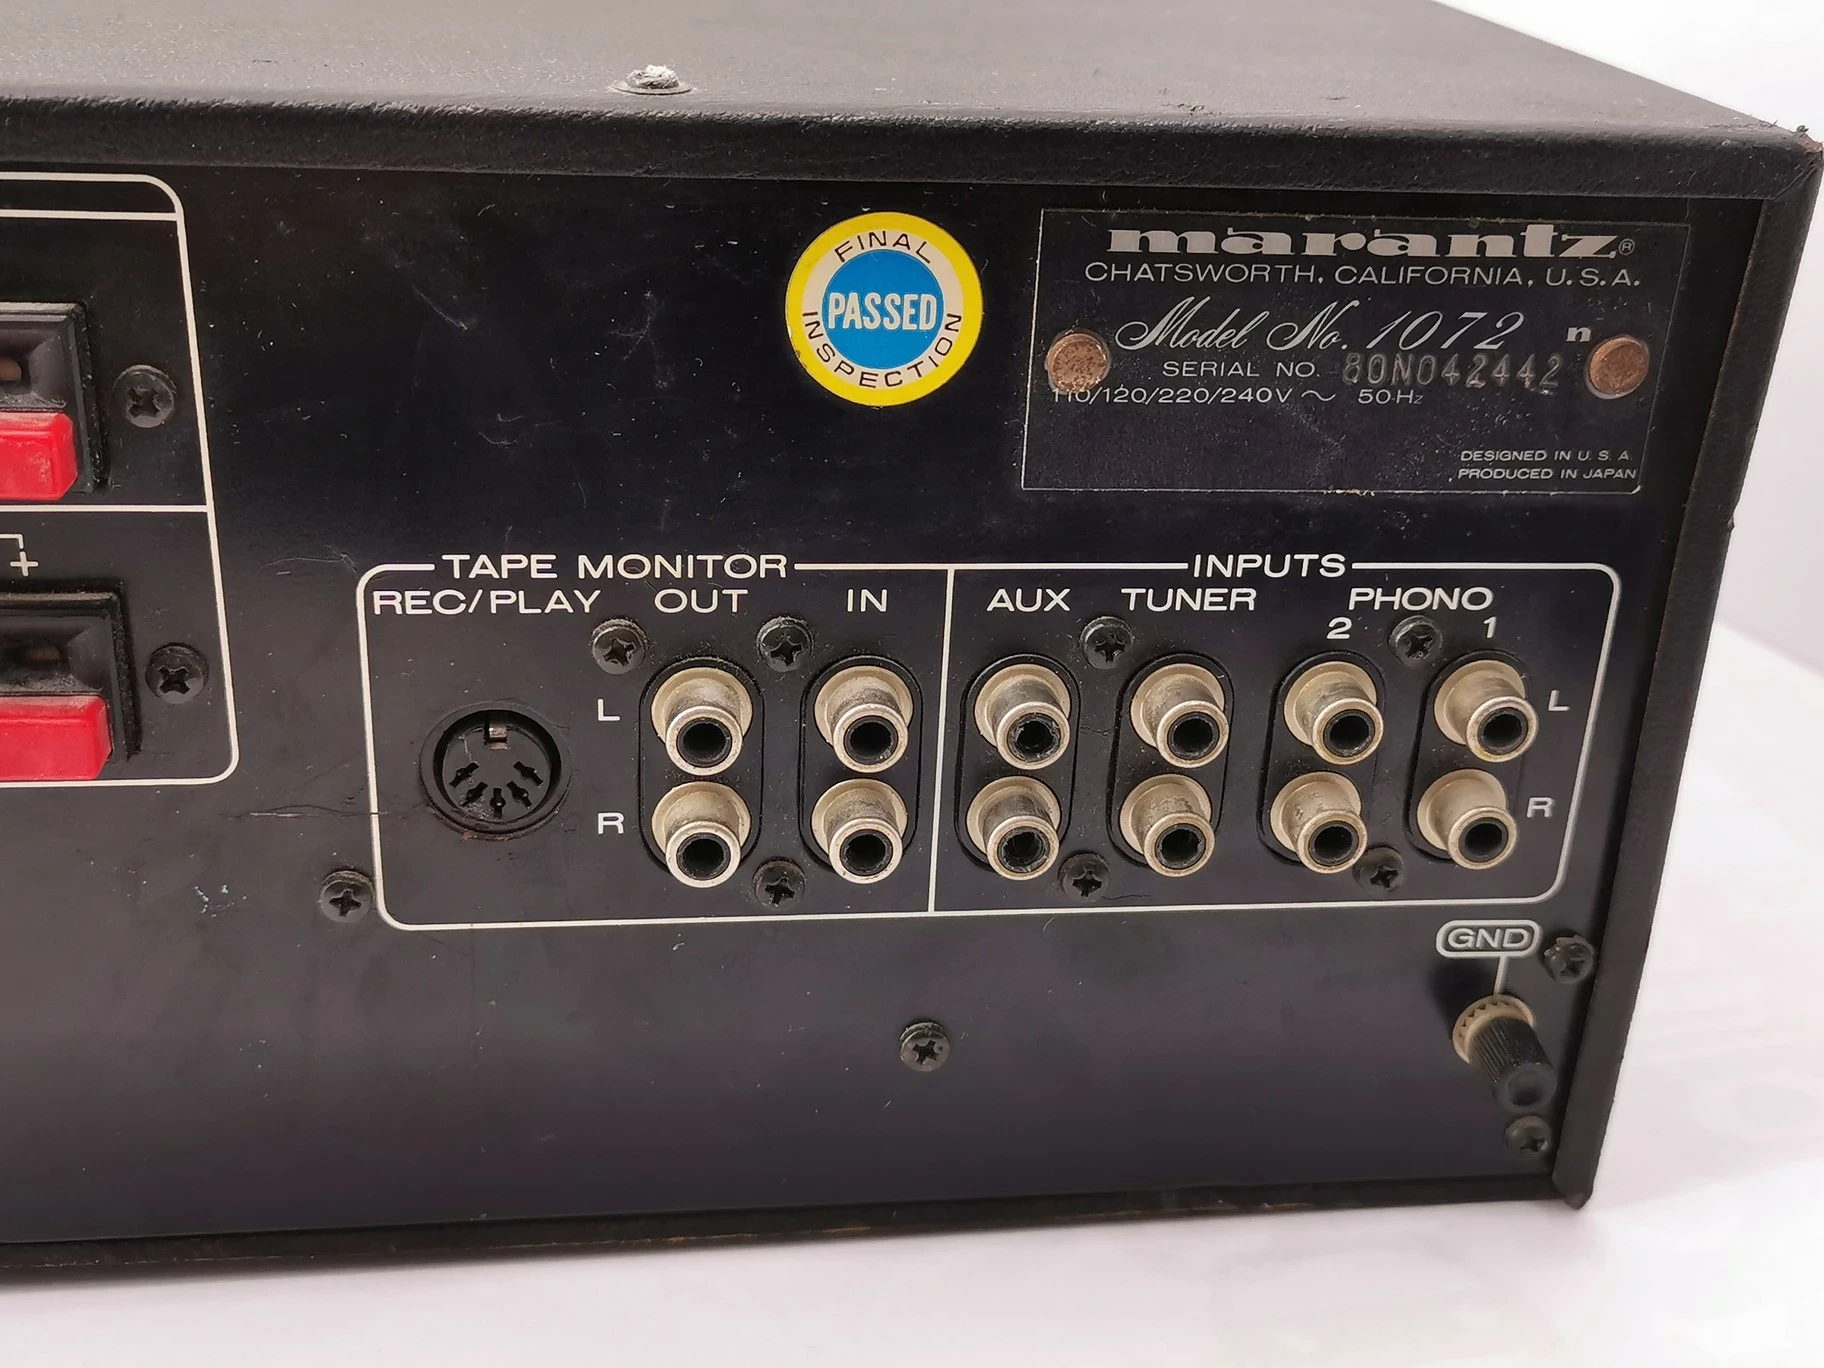 FINAL
PASSED
INSPECTION
marantz®
CHATSWORTH, CALIFORNIA, U.S.A.
Model No. 1072 n
SERIAL NO. 80N042442
110/120/220/240V ~ 50Hz
DESIGNED IN U.S.A.
PRODUCED IN JAPAN
+
TAPE MONITOR INPUTS
REC/PLAY OUT IN AUX TUNER PHONO
2 1
L L
R R
GND